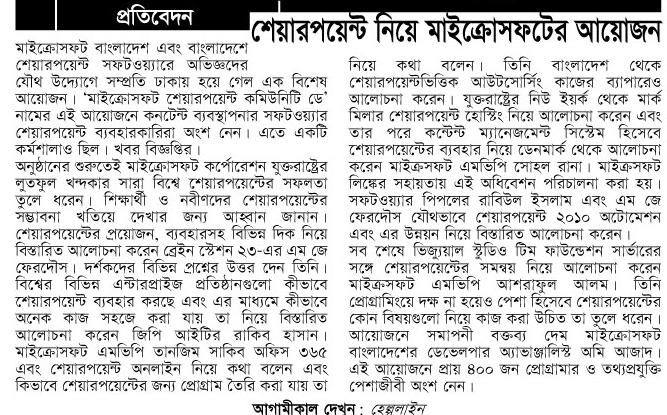 প্রতিবেদন
শেয়ারপয়েন্ট নিয়ে মাইক্রোসফটের আয়োজন
মাইক্রোসফট বাংলাদেশ এবং বাংলাদেশে
শেয়ারপয়েন্ট সফটওয়্যারে অভিজ্ঞদের
যৌথ উদ্যোগে সম্প্রতি ঢাকায় হয়ে গেল এক বিশেষ
আয়োজন। 'মাইক্রোসফট শেয়ারপয়েন্ট কমিউনিটি ডে'
নামের এই আয়োজনে কনটেন্ট ব্যবস্থাপনার সফটওয়্যার
শেয়ারপয়েন্ট ব্যবহারকারিরা অংশ নেন। এতে একটি
কর্মশালাও ছিল। খবর বিজ্ঞপ্তির।
অনুষ্ঠানের শুরুতেই মাইক্রোসফট কর্পোরেশন যুক্তরাষ্ট্রের
লুতফুল খন্দকার সারা বিশ্বে শেয়ারপয়েন্টের সফলতা
তুলে ধরেন। শিক্ষার্থী ও নবীণদের শেয়ারপয়েন্টের
সম্ভাবনা খতিয়ে দেখার জন্য আহ্বান জানান।
শেয়ারপয়েন্টের প্রয়োজন, ব্যবহারসহ বিভিন্ন দিক নিয়ে
বিস্তারিত আলোচনা করেন ব্রেইন স্টেশন ২৩-এর এম জে
ফেরদৌস। দর্শকদের বিভিন্ন প্রশ্নের উত্তর দেন তিনি।
বিশ্বের বিভিন্ন এন্টারপ্রাইজ প্রতিষ্ঠানগুলো কীভাবে
শেয়ারপয়েন্ট ব্যবহার করছে এবং এর মাধ্যমে কীভাবে
অনেক কাজ সহজে করা যায় তা নিয়ে বিস্তারিত
আলোচনা করেন জিপি আইটির রাকিব হাসান।
মাইক্রোসফট এমভিপি তানজিম সাকিব অফিস ৩৬৫
এবং শেয়ারপয়েন্ট অনলাইন নিয়ে কথা বলেন এবং
কিভাবে শেয়ারপয়েন্টের জন্য প্রোগ্রাম তৈরি করা যায় তা
নিয়ে কথা বলেন। তিনি বাংলাদেশ থেকে
শেয়ারপয়েন্টভিত্তিক আউটসোর্সিং কাজের ব্যাপারেও
আলোচনা করেন। যুক্তরাষ্ট্রের নিউ ইয়র্ক থেকে মার্ক
মিলার শেয়ারপয়েন্ট হোস্টিং নিয়ে আলোচনা করেন এবং
তার পরে কন্টেন্ট ম্যানেজমেন্ট সিস্টেম হিসেবে
শেয়ারপয়েন্টের ব্যবহার নিয়ে ডেনমার্ক থেকে আলোচনা
করেন মাইক্রসফট এমভিপি সোহল রানা। মাইক্রসফট
লিঙ্কের সহায়তায় এই অধিবেশন পরিচালনা করা হয়।
সফটওয়্যার পিপলের রাবিউল ইসলাম এবং এম জে
ফেরদৌস যৌথভাবে শেয়ারপয়েন্ট ২০১০ অটোমেশন
এবং এর উন্নয়ন নিয়ে বিস্তারিত আলোচনা করেন।
সব শেষে ভিজ্যুয়াল স্টুডিও টিম ফাউন্ডেশন সার্ভারের
সঙ্গে শেয়ারপয়েন্টের সমন্বয় নিয়ে আলোচনা করেন
মাইক্রসফট এমভিপি আশরাফুল আলম। তিনি
প্রোগ্রামিংয়ে দক্ষ না হয়েও পেশা হিসেবে শেয়ারপয়েন্টের
কোন বিষয়গুলো নিয়ে কাজ করা উচিত তা তুলে ধরেন।
আয়োজনে সমাপনী বক্তব্য দেম মাইক্রোসফট
বাংলাদেশের ডেভেলপার অ্যাভাঞ্জালিস্ট অমি আজাদ।
এই আয়োজনে প্রায় ৪০০ জন প্রোগ্রামার ও তথ্যপ্রযুক্তি
পেশাজীবী অংশ নেন।
আগামীকাল দেখুন : হেল্পলাইন